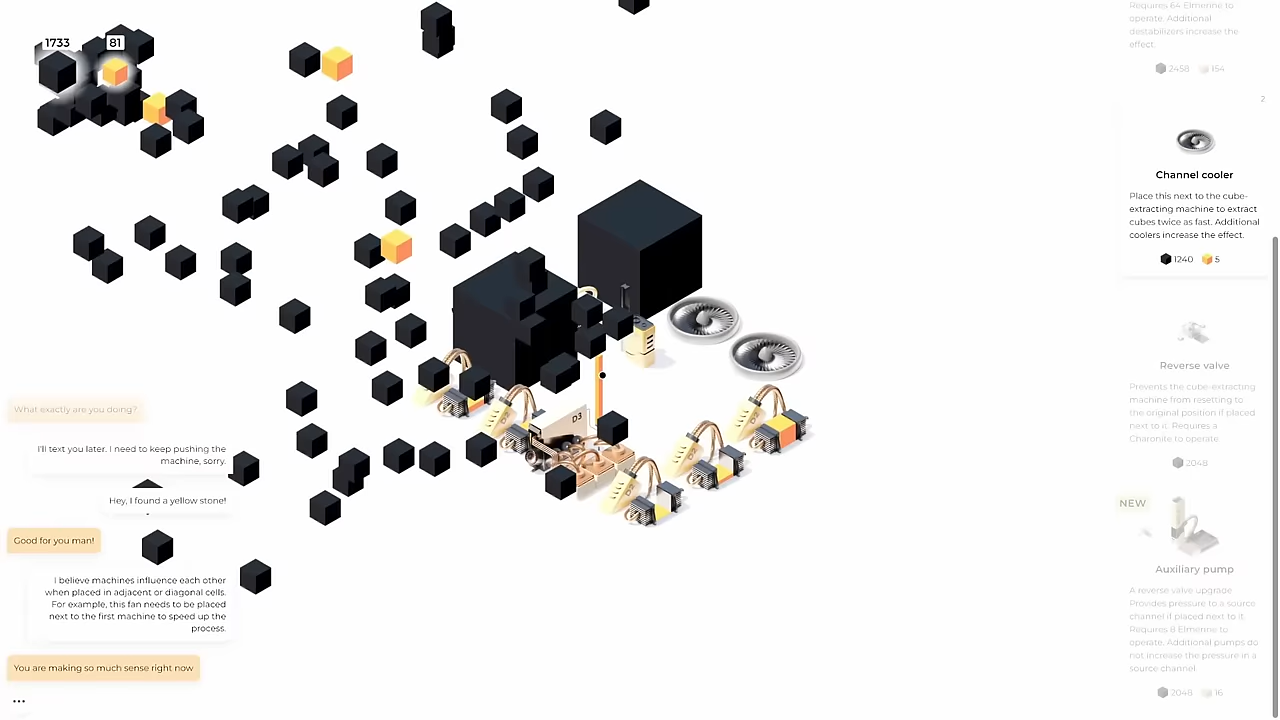 1733
81
What exactly are you doing?
I'll text you later. I need to keep pushing the
machine, sorry.
Hey, I found a yellow stone!
Good for you man!
I believe machines influence each other
when placed in adjacent or diagonal cells.
For example, this fan needs to be placed
next to the first machine to speed up the
process.
You are making so much sense right now
...
D3
Requires 64 Elmerine to
operate. Additional
destabilizers increase the
effect.
2458 154
2
Channel cooler
Place this next to the cube-
extracting machine to extract
cubes twice as fast. Additional
coolers increase the effect.
1240 5
Reverse valve
Prevents the cube-extracting
machine from resetting to
the original position if placed
next to it. Requires a
Charonite to operate
2048
NEW
Auxiliary pump
A reverse valve upgrade.
Provides pressure to a source
channel if placed next to it.
Requires 8 Elmerine to
operate. Additional pumps do
not increase the pressure in a
source channel
2048 16